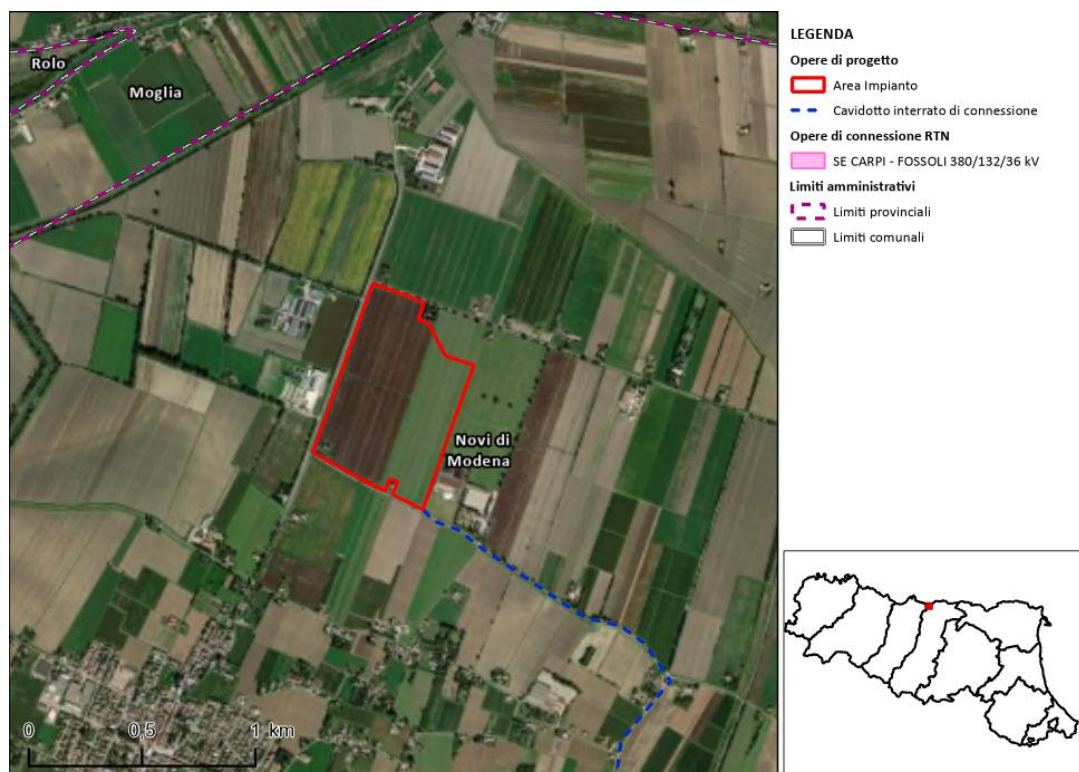 Rolo
Moglia
Novi di
Modena
0 0,5 1 km
LEGENDA
Opere di progetto
Area Impianto
Cavidotto interrato di connessione
Opere di connessione RTN
SE CARPI - FOSSOLI 380/132/36 kV
Limiti amministrativi
Limiti provinciali
Limiti comunali